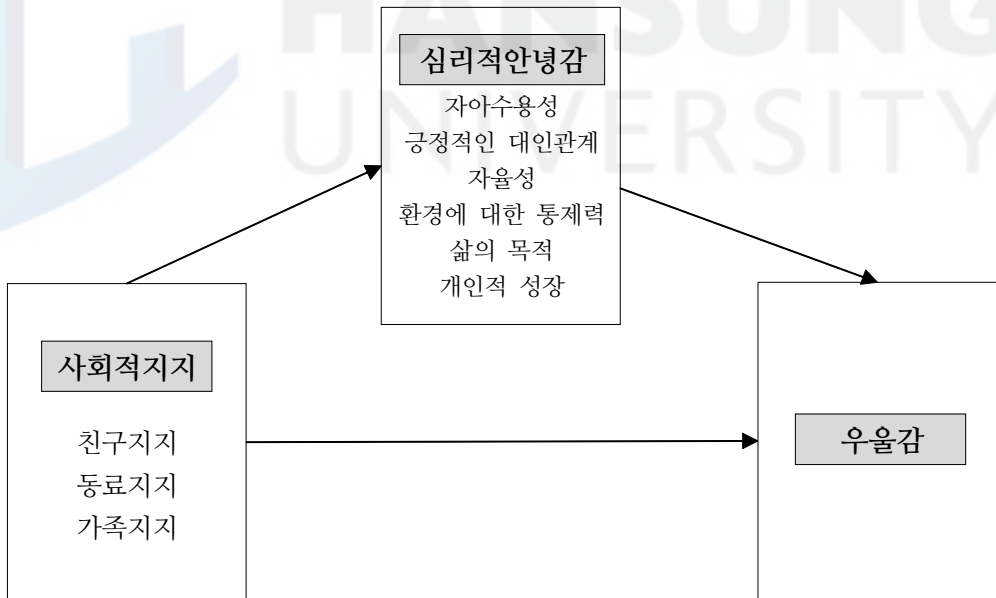 HANSUNG
UNIVERSITY
심리적안녕감
자아수용성
긍정적인 대인관계
자율성
환경에 대한 통제력
삶의 목적
개인적 성장
사회적지지
친구지지
동료지지
가족지지
우울감